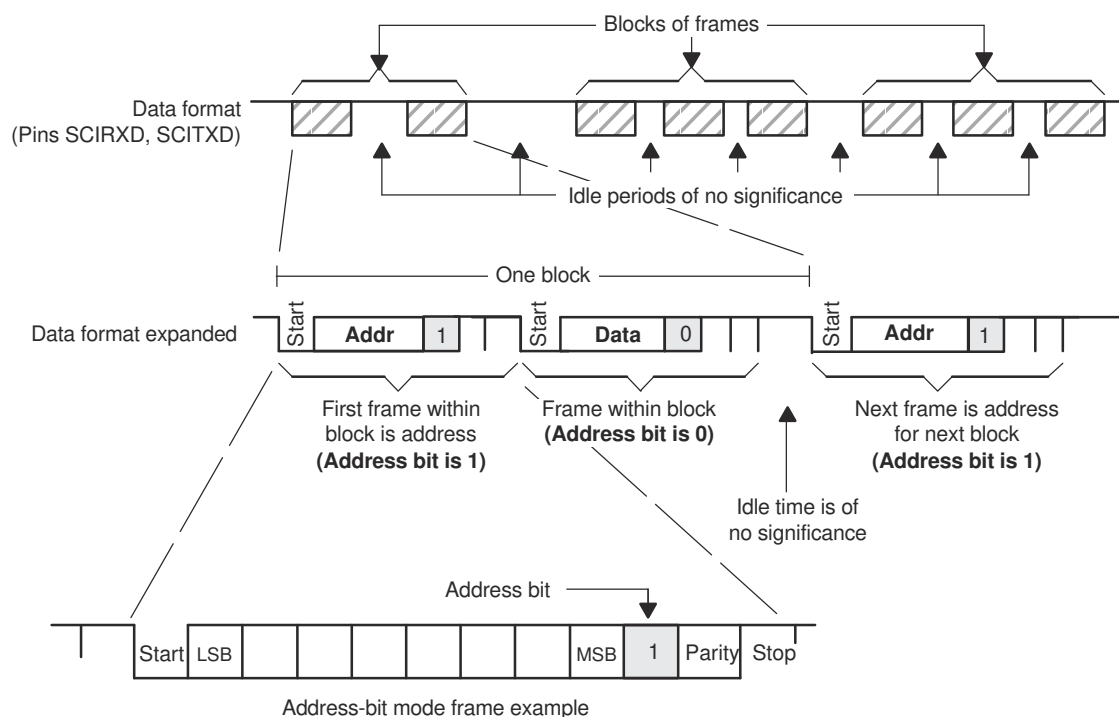 Blocks of frames
Data format
(Pins SCIRXD, SCITXD)
Idle periods of no significance
One block
Data format expanded
Start
Addr
1
Start
Data
0
Start
Addr
1
First frame within
block is address
(Address bit is 1)
Frame within block
(Address bit is 0)
Next frame is address
for next block
(Address bit is 1)
Idle time is of
no significance
Address bit
Start
LSB
MSB
1
Parity
Stop
Address-bit mode frame example